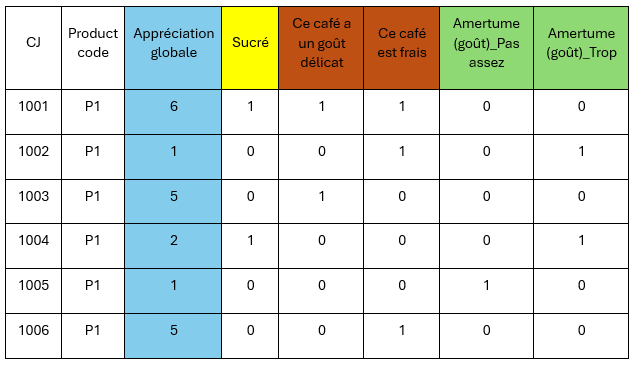 CJ Product code Appréciation globale Sucré Ce café a un goût délicat Ce café est frais Amertume (goût)_Pas assez Amertume (goût)_Trop
1001 P1 6 1 1 1 0 0
1002 P1 1 0 0 1 0 1
1003 P1 5 0 1 0 0 0
1004 P1 2 1 0 0 0 1
1005 P1 1 0 0 0 1 0
1006 P1 5 0 0 1 0 0